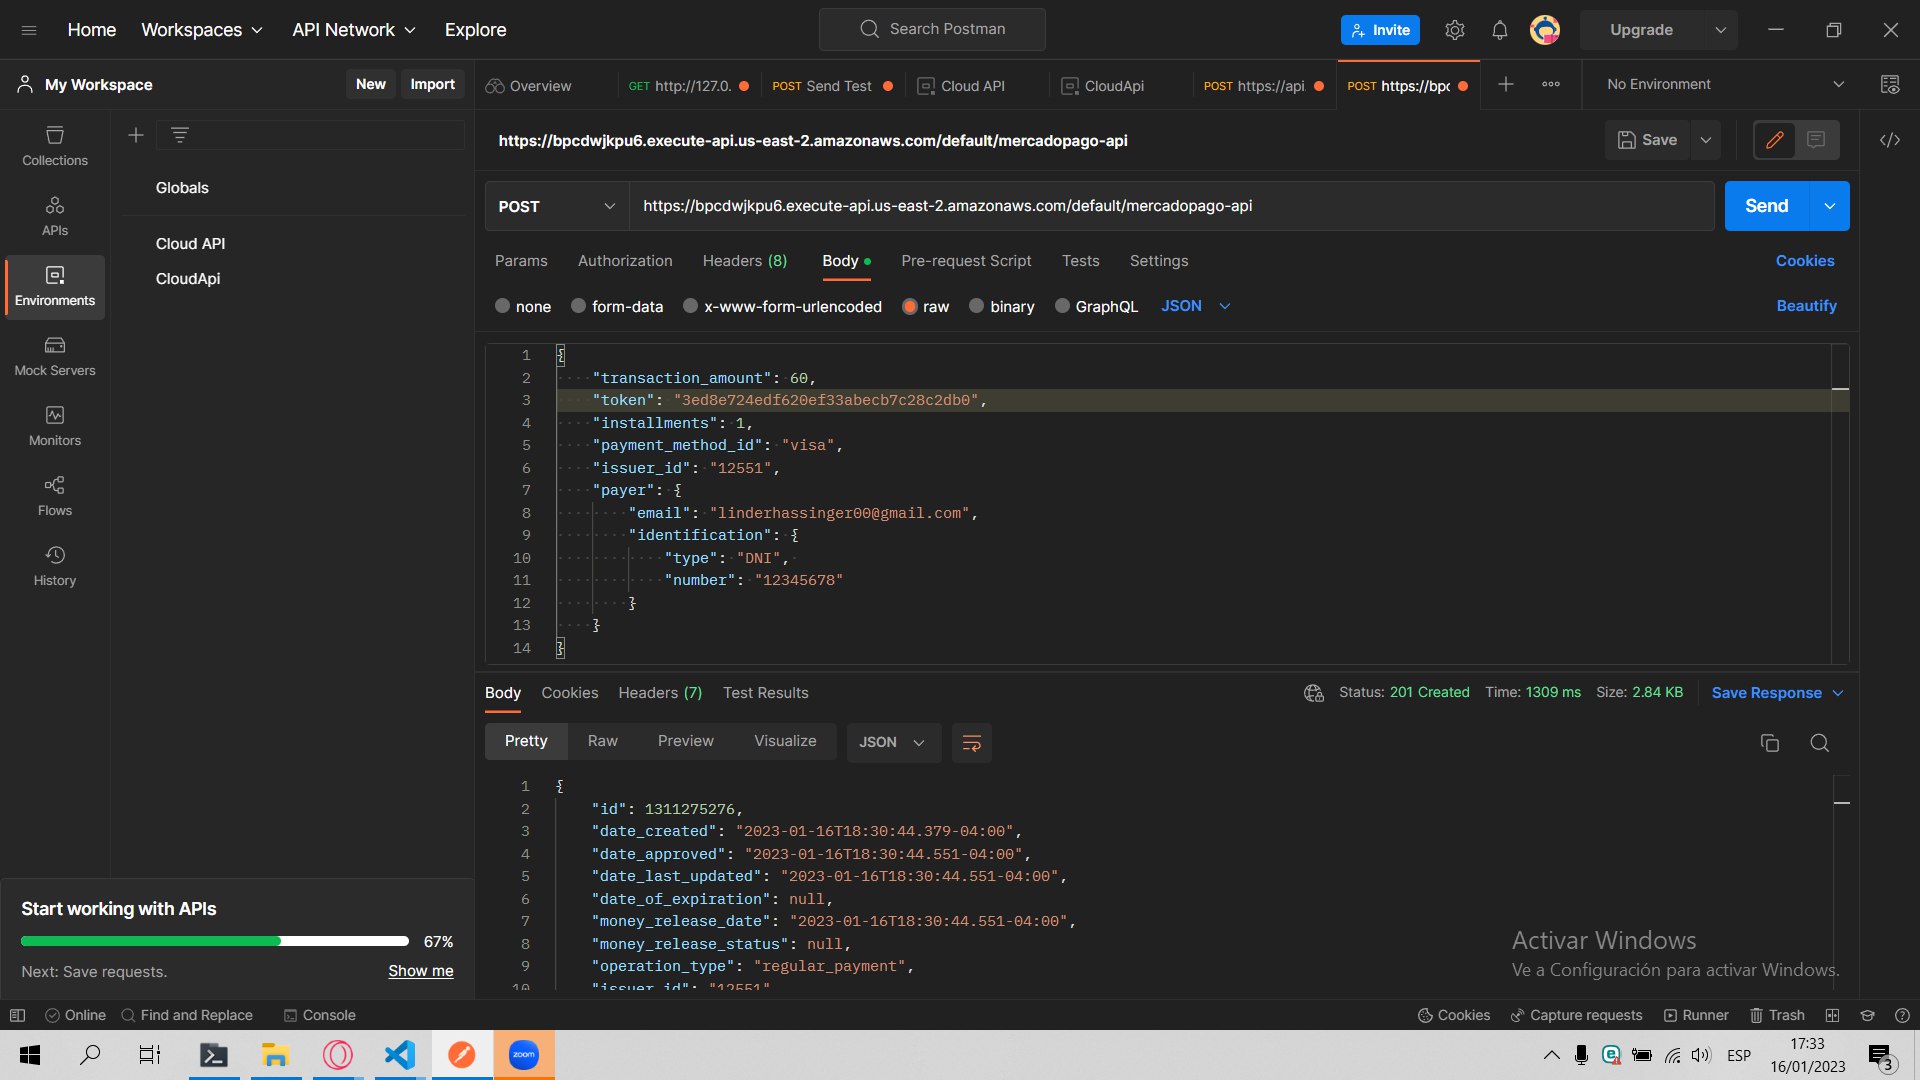 Home Workspaces API Network Explore Search Postman Invite Upgrade
My Workspace New Import Overview GET http://127.0. POST Send Test Cloud API CloudApi POST https://api. POST https://bpc No Environment
https://bpcdwjkpu6.execute-api.us-east-2.amazonaws.com/default/mercadopago-api Save
Collections
APIs
Environments
Mock Servers
Monitors
Flows
History
Globals
Cloud API
CloudApi
POST https://bpcdwjkpu6.execute-api.us-east-2.amazonaws.com/default/mercadopago-api Send
Params Authorization Headers (8) Body Pre-request Script Tests Settings Cookies
none form-data x-www-form-urlencoded raw binary GraphQL JSON Beautify
1 {
2 "transaction_amount": 60,
3 "token": "3ed8e724edf620ef33abecb7c28c2db0",
4 "installments": 1,
5 "payment_method_id": "visa",
6 "issuer_id": "12551",
7 "payer": {
8 "email": "linderhassinger00@gmail.com",
9 "identification": {
10 "type": "DNI",
11 "number": "12345678"
12 }
13 }
14 }
Body Cookies Headers (7) Test Results Status: 201 Created Time: 1309 ms Size: 2.84 KB Save Response
Pretty Raw Preview Visualize JSON
1 {
2 "id": 1311275276,
3 "date_created": "2023-01-16T18:30:44.379-04:00",
4 "date_approved": "2023-01-16T18:30:44.551-04:00",
5 "date_last_updated": "2023-01-16T18:30:44.551-04:00",
6 "date_of_expiration": null,
7 "money_release_date": "2023-01-16T18:30:44.551-04:00",
8 "money_release_status": null,
9 "operation_type": "regular_payment",
10 "issuer_id": "12551"
Start working with APIs
67%
Next: Save requests. Show me
Activar Windows
Ve a Configuración para activar Windows.
Online Find and Replace Console Cookies Capture requests Runner Trash
zoom
ESP
17:33
16/01/2023
3